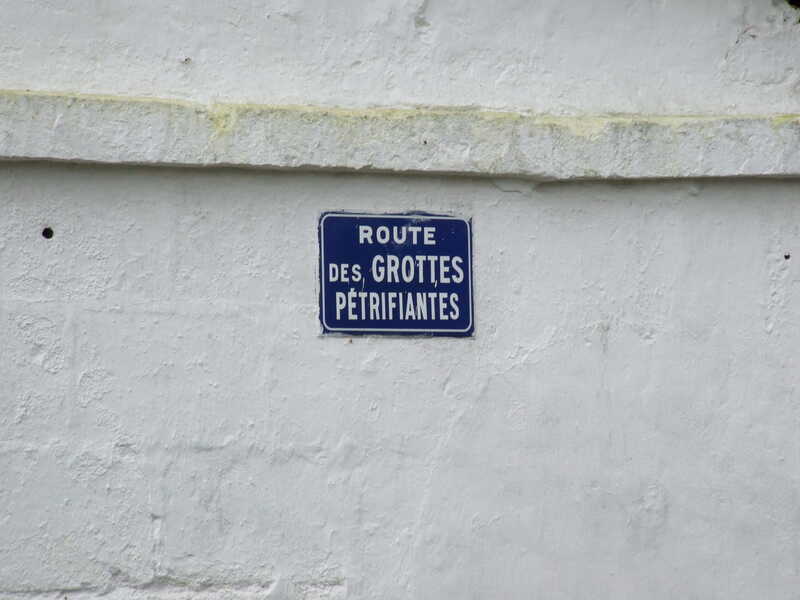 ROUTE
DES GROTTES
PÉTRIFIANTES